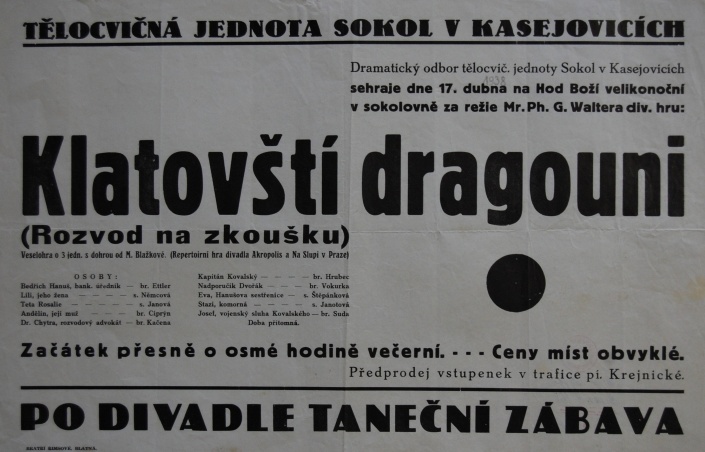 TĚLOCVIČNÁ JEDNOTA SOKOL V KASEJOVICÍCH
Dramatický odbor tělocvič. jednoty Sokol v Kasejovicích
1938
sehraje dne 17. dubna na Hod Boží velikonoční
v sokolovně za režie Mr. Ph. G. Waltera div. hru:
Klatovští dragouni
(Rozvod na zkoušku)
Veselohra o 3 jedn. s dohrou od M. Blažkové. (Repertoirní hra divadla Akropolis a Na Slupi v Praze)
OSOBY:
Bedřich Hanuš, bank. úředník — br. Ettler
Lili, jeho žena — — — — s. Němcová
Teta Rosalie — — — — s. Janová
Andělín, její muž — — — br. Ciprýn
Dr. Chytra, rozvodový advokát — br. Kačena
Kapitán Kovalský — — — — br. Hrubec
Nadporučík Dvořák — — — br. Vokurka
Eva, Hanušova sestřenice — s. Štěpánková
Stazi, komorná — — — — s. Janotová
Josef, vojenský sluha Kovalského — br. Suda
Doba přítomná.
Začátek přesně o osmé hodině večerní. - - - Ceny míst obvyklé.
Předprodej vstupenek v trafice pí. Krejnické.
PO DIVADLE TANEČNÍ ZÁBAVA
BRATŘI ŘIMSOVÉ, BLATNÁ.